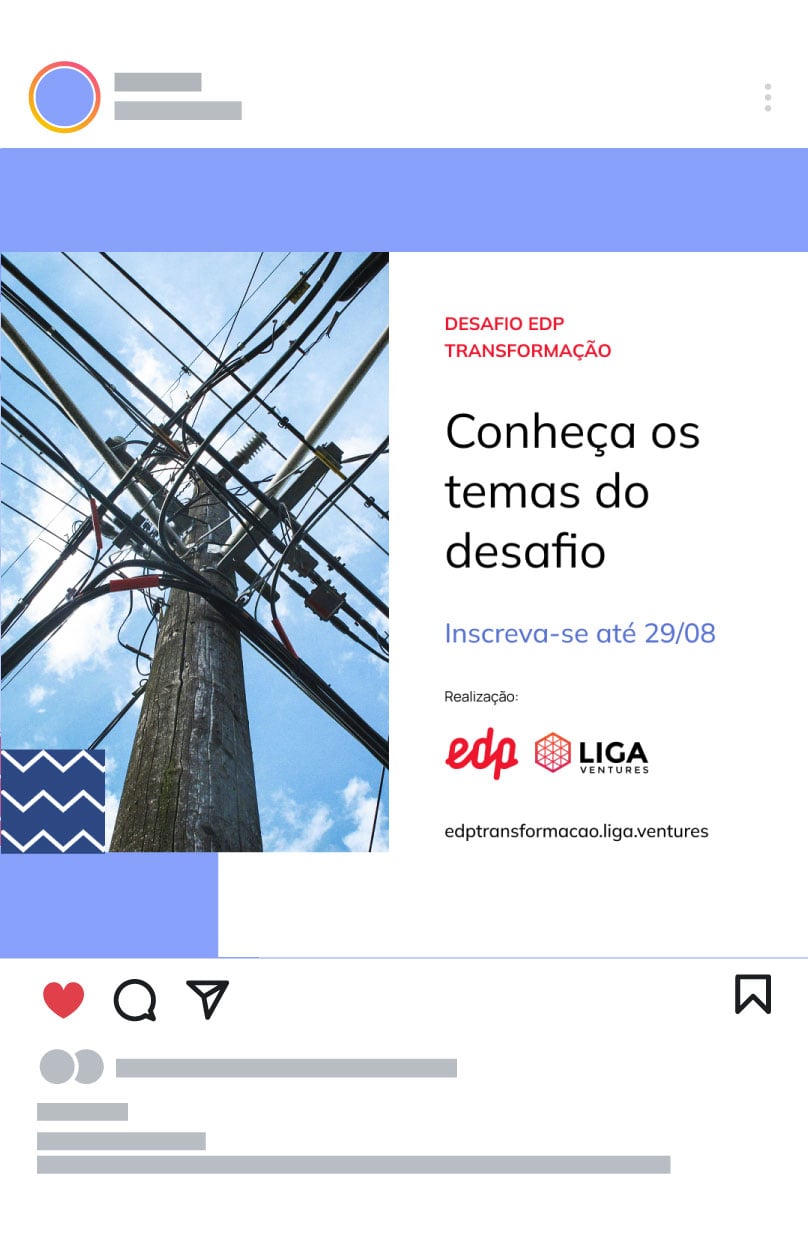 DESAFIO EDP
TRANSFORMAÇÃO
Conheça os
temas do
desafio
Inscreva-se até 29/08
Realização:
edp
LIGA
VENTURES
edptransformacao.liga.ventures